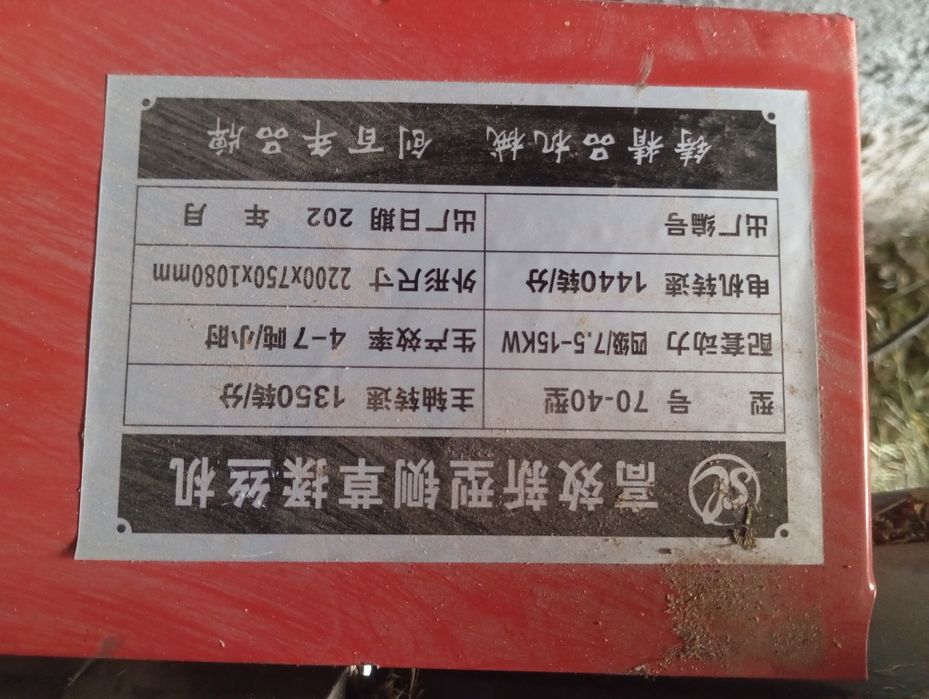 SL 高效新型铡草揉丝机
型 号 70-40型 主轴转速 1350转/分
配套动力 四级/7.5-15KW 生产效率 4-7吨/小时
电机转速 1440转/分 外形尺寸 2200x750x1080mm
出厂编号 出厂日期 202 年 月
铸精品机械 创百年品牌